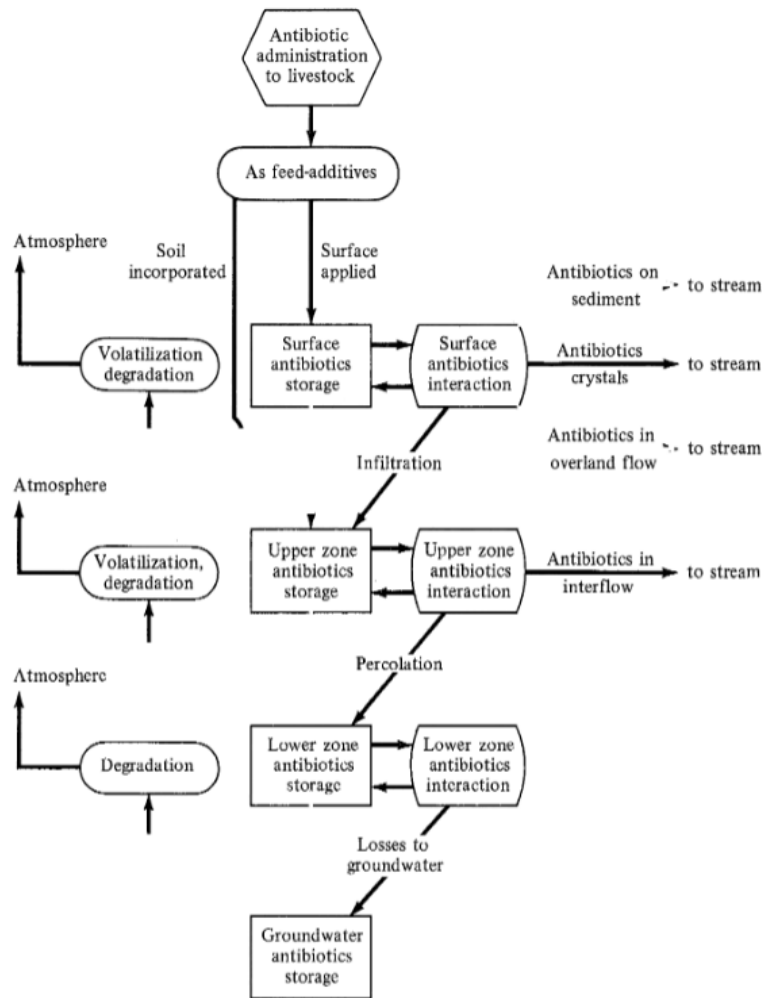 Antibiotic
administration
to livestock
As feed-additives
Atmosphere
Soil
incorporated
Surface
applied
Antibiotics on
sediment
to stream
Volatilization
degradation
Surface
antibiotics
storage
Surface
antibiotics
interaction
Antibiotics
crystals
to stream
Infiltration
Antibiotics in
overland flow
to stream
Atmosphere
Volatilization,
degradation
Upper zone
antibiotics
storage
Upper zone
antibiotics
interaction
Antibiotics in
interflow
to stream
Percolation
Atmosphere
Degradation
Lower zone
antibiotics
storage
Lower zone
antibiotics
interaction
Losses to
groundwater
Groundwater
antibiotics
storage